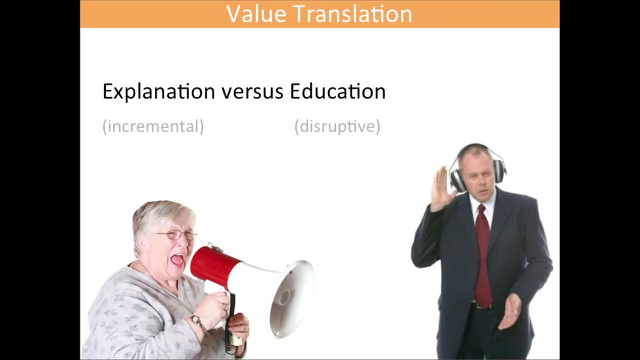 Value Translation
Explanation versus Education
(incremental) (disruptive)